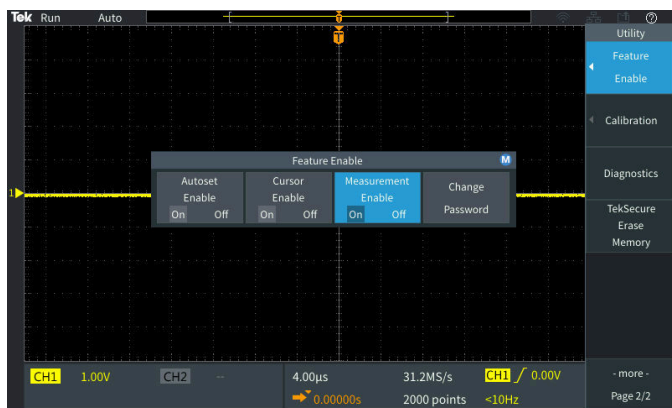 Tek Run Auto
T
Utility
Feature
Enable
Calibration
Feature Enable M
Autoset
Enable
On Off
Cursor
Enable
On Off
Measurement
Enable
On Off
Change
Password
Diagnostics
1
TekSecure
Erase
Memory
CH1 1.00V CH2 -- 4.00µs 31.2MS/s CH1 0.00V
0.00000s 2000 points <10Hz
- more -
Page 2/2